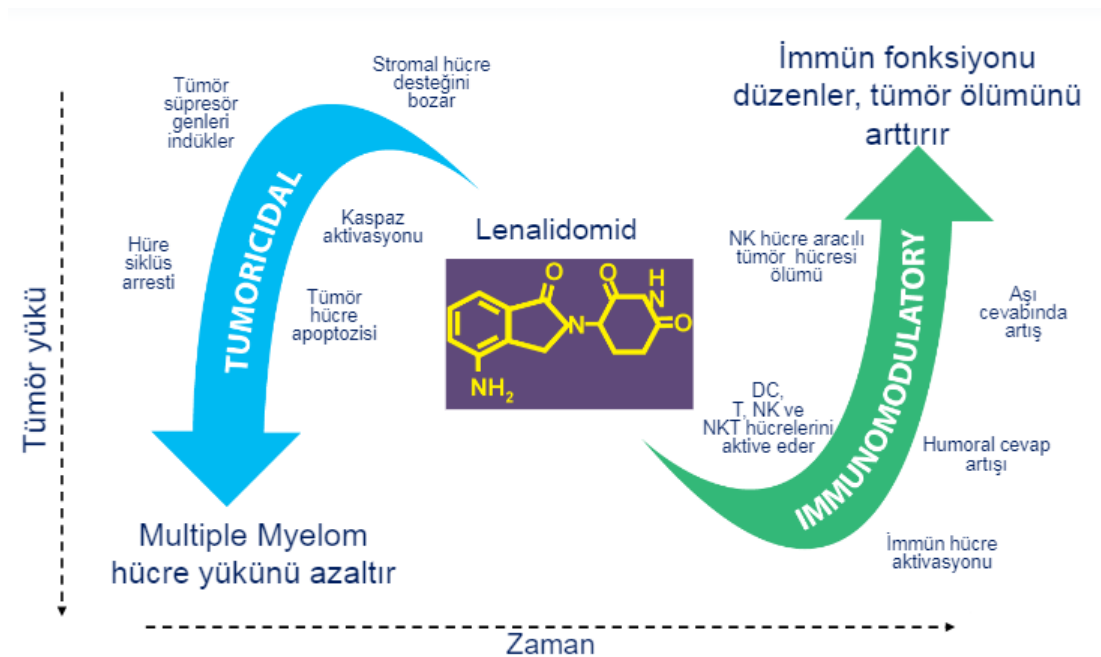 Stromal hücre
desteğini
bozar
Tümör
süpresör
genleri
indükler
TUMORICIDAL
Hüre
siklüs
arresti
Kaspaz
aktivasyonu
Tümör
hücre
apoptozisi
Multiple Myelom
hücre yükünü azaltır
Tümör yükü
Lenalidomid
O
O
H
N
N
O
NH2
İmmün fonksiyonu
düzenler, tümör ölümünü
arttırır
NK hücre aracılı
tümör hücresi
ölümü
IMMUNOMODULATORY
Aşı
cevabında
artış
DC,
T, NK ve
NKT hücrelerini
aktive eder
Humoral cevap
artışı
İmmün hücre
aktivasyonu
Zaman